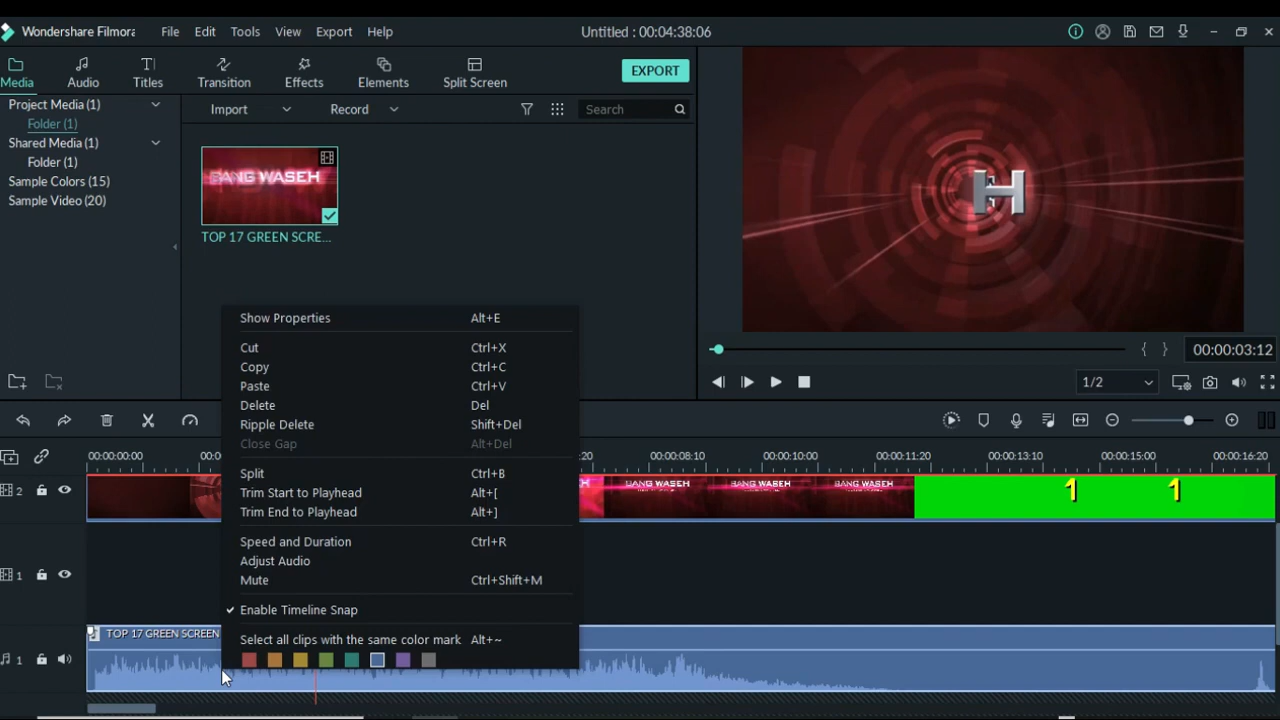 Wondershare Filmora
File Edit Tools View Export Help
Untitled : 00:04:38:06
Media Audio Titles Transition Effects Elements Split Screen
EXPORT
Project Media (1)
Folder (1)
Shared Media (1)
Folder (1)
Sample Colors (15)
Sample Video (20)
Import Record Search
BANG WASEH
TOP 17 GREEN SCRE...
H
00:00:03:12
1/2
Show Properties Alt+E
Cut Ctrl+X
Copy Ctrl+C
Paste Ctrl+V
Delete Del
Ripple Delete Shift+Del
Close Gap Alt+Del
Split Ctrl+B
Trim Start to Playhead Alt+[
Trim End to Playhead Alt+]
Speed and Duration Ctrl+R
Adjust Audio
Mute Ctrl+Shift+M
Enable Timeline Snap
Select all clips with the same color mark Alt+~
00:00:00:00 00:00:08:10 00:00:10:00 00:00:11:20 00:00:13:10 00:00:15:00 00:00:16:20
2
BANG WASEH BANG WASEH BANG WASEH 1 1
1
TOP 17 GREEN SCREEN
1